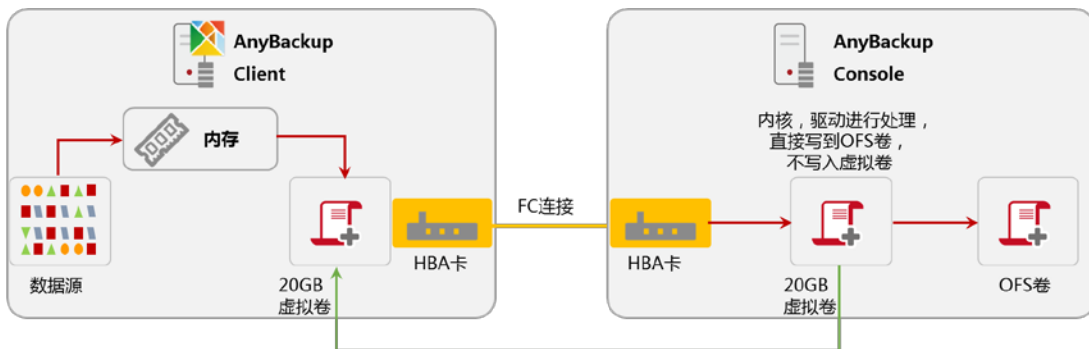 AnyBackup
Client
内存
数据源
20GB
虚拟卷
HBA卡
FC连接
AnyBackup
Console
内核，驱动进行处理，
直接写到OFS卷，
不写入虚拟卷
HBA卡
20GB
虚拟卷
OFS卷